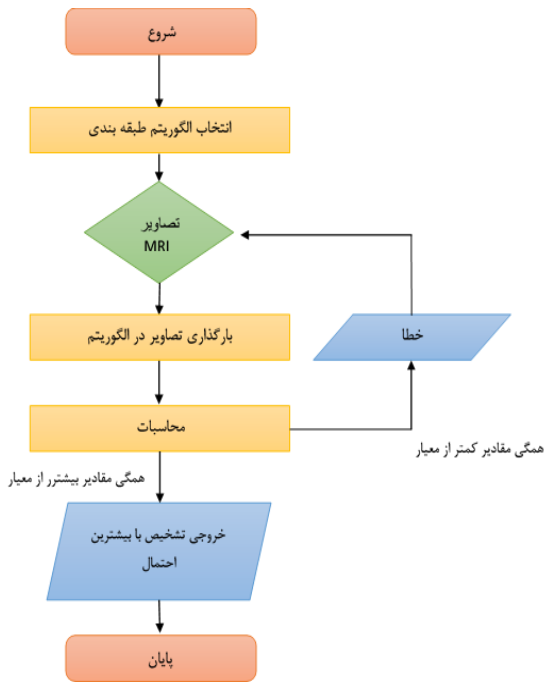 شروع
انتخاب الگوریتم طبقه بندی
تصاویر
MRI
بارگذاری تصاویر در الگوریتم
خطا
محاسبات
همگی مقادیر کمتر از معیار
همگی مقادیر بیشترر از معیار
خروجی تشخیص با بیشترین
احتمال
پایان